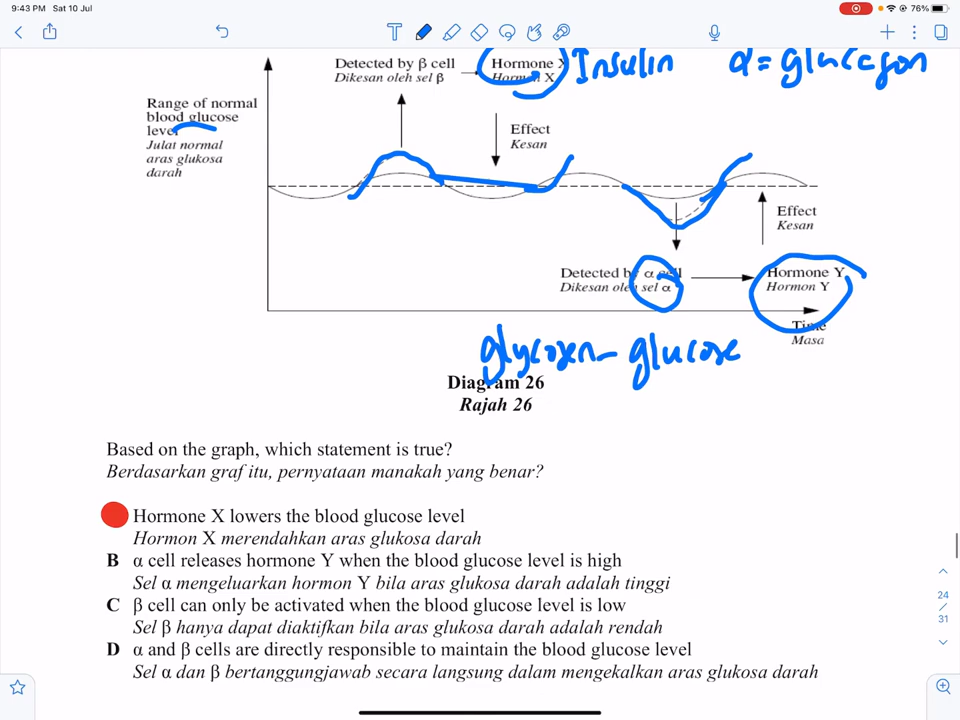 9:43 PM Sat 10 Jul
76%
Detected by β cell
Dikesan oleh sel β
Hormone X
Hormon X
Insulin
α = glucagon
Range of normal
blood glucose
level
Julat normal
aras glukosa
darah
Effect
Kesan
Effect
Kesan
Detected by α cell
Dikesan oleh sel α
Hormone Y
Hormon Y
Time
Masa
glycogen – glucose
Diagram 26
Rajah 26
Based on the graph, which statement is true?
Berdasarkan graf itu, pernyataan manakah yang benar?
Hormone X lowers the blood glucose level
Hormon X merendahkan aras glukosa darah
B α cell releases hormone Y when the blood glucose level is high
Sel α mengeluarkan hormon Y bila aras glukosa darah adalah tinggi
C β cell can only be activated when the blood glucose level is low
Sel β hanya dapat diaktifkan bila aras glukosa darah adalah rendah
D α and β cells are directly responsible to maintain the blood glucose level
Sel α dan β bertanggungjawab secara langsung dalam mengekalkan aras glukosa darah
24
/
31